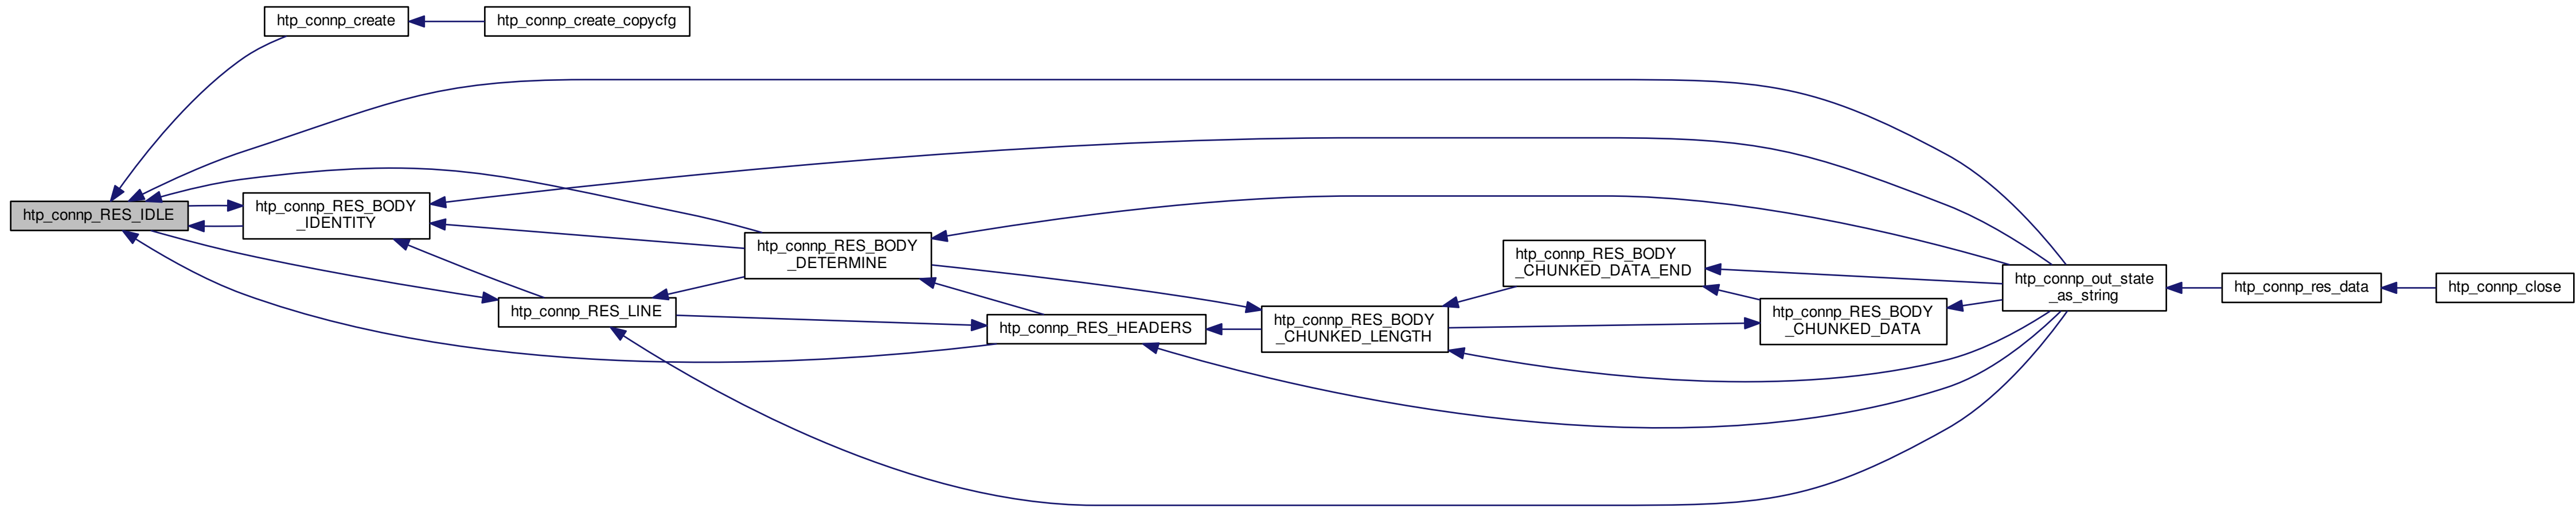 htp_connp_create
htp_connp_create_copycfg
htp_connp_RES_IDLE
htp_connp_RES_BODY
_IDENTITY
htp_connp_RES_LINE
htp_connp_RES_BODY
_DETERMINE
htp_connp_RES_HEADERS
htp_connp_RES_BODY
_CHUNKED_LENGTH
htp_connp_RES_BODY
_CHUNKED_DATA_END
htp_connp_RES_BODY
_CHUNKED_DATA
htp_connp_out_state
_as_string
htp_connp_res_data
htp_connp_close